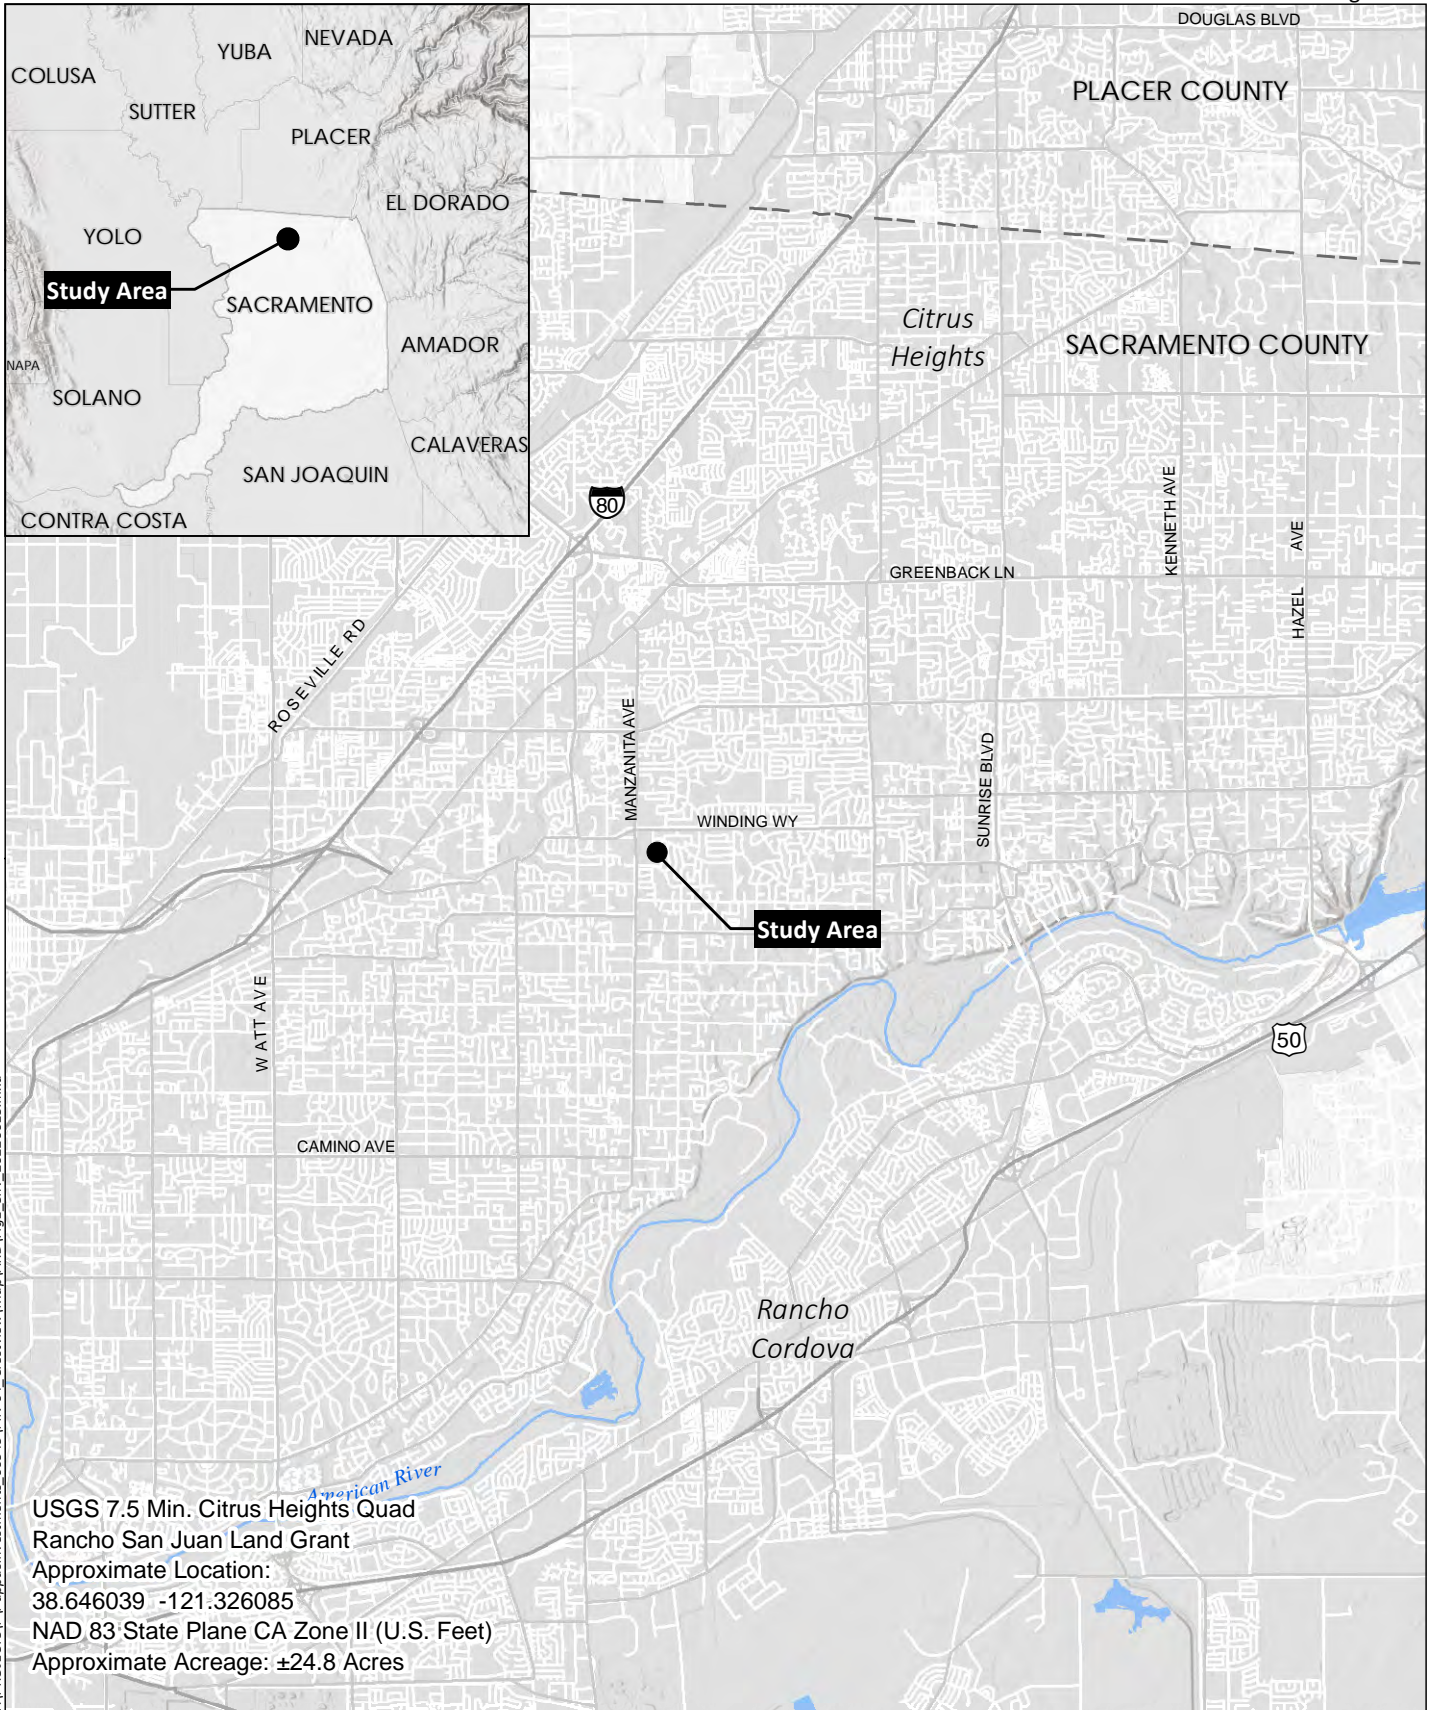 DOUGLAS BLVD
NEVADA
YUBA
COLUSA
SUTTER
PLACER
EL DORADO
YOLO
Study Area
SACRAMENTO
AMADOR
NAPA
SOLANO
CALAVERAS
SAN JOAQUIN
CONTRA COSTA
PLACER COUNTY
Citrus
Heights
SACRAMENTO COUNTY
80
KENNETH AVE
HAZEL AVE
GREENBACK LN
ROSEVILLE RD
MANZANITA AVE
SUNRISE BLVD
WINDING WY
Study Area
WATT AVE
50
CAMINO AVE
Rancho
Cordova
American River
USGS 7.5 Min. Citrus Heights Quad
Rancho San Juan Land Grant
Approximate Location:
38.646039 -121.326085
NAD 83 State Plane CA Zone II (U.S. Feet)
Approximate Acreage: ±24.8 Acres